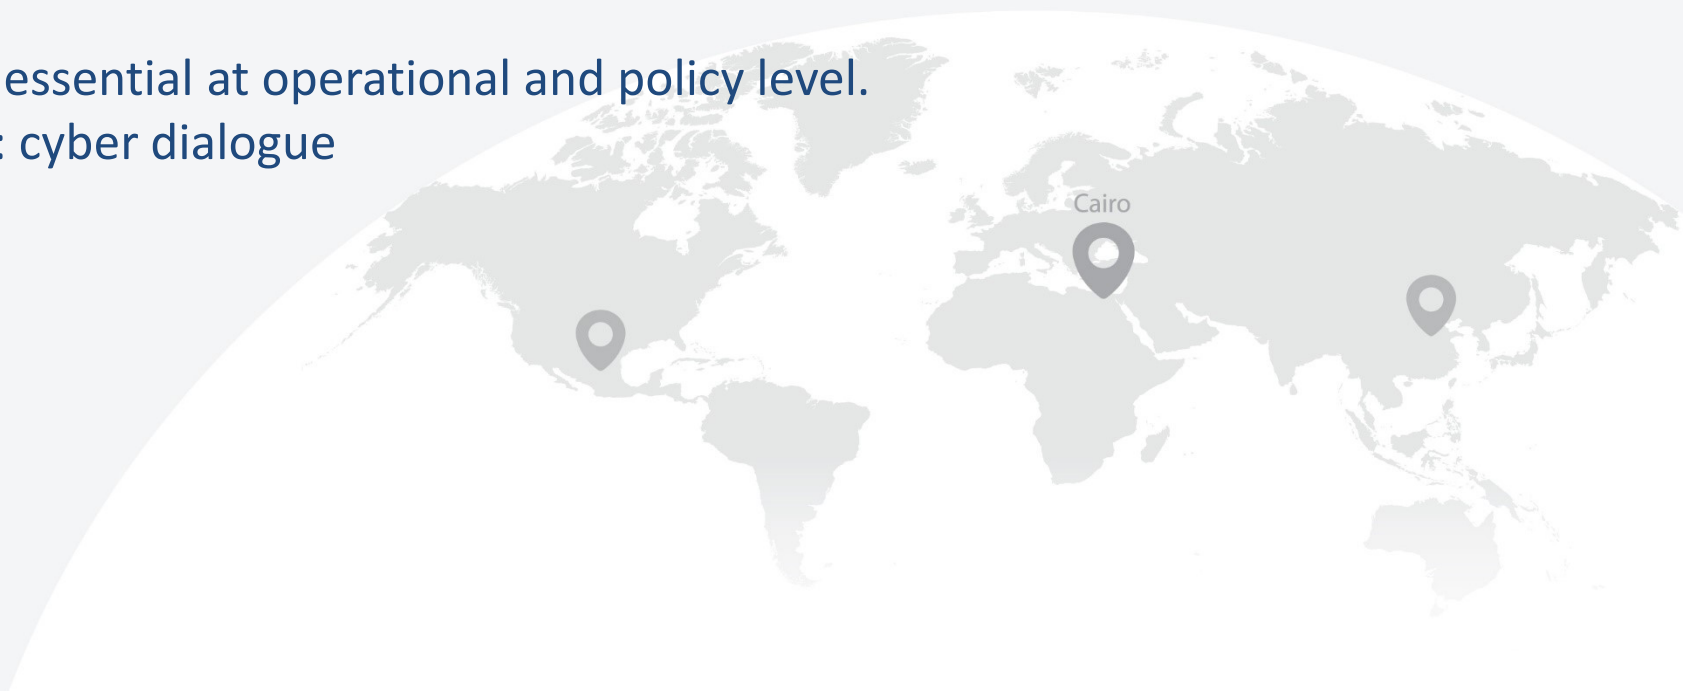 essential at operational and policy level.
: cyber dialogue
Cairo